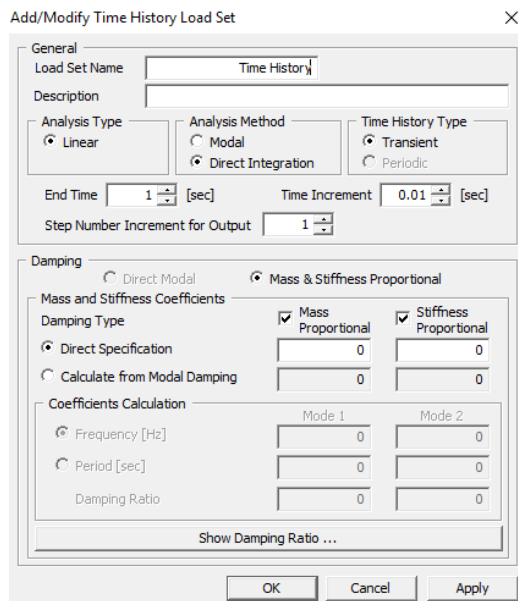 Add/Modify Time History Load Set
General
Load Set Name Time History
Description
Analysis Type Analysis Method Time History Type
Linear Modal Transient
Direct Integration Periodic
End Time 1 [sec] Time Increment 0.01 [sec]
Step Number Increment for Output 1
Damping
Direct Modal Mass & Stiffness Proportional
Mass and Stiffness Coefficients
Damping Type Mass Proportional Stiffness Proportional
Direct Specification 0 0
Calculate from Modal Damping 0 0
Coefficients Calculation
Mode 1 Mode 2
Frequency [Hz] 0 0
Period [sec] 0 0
Damping Ratio 0 0
Show Damping Ratio ...
OK Cancel Apply